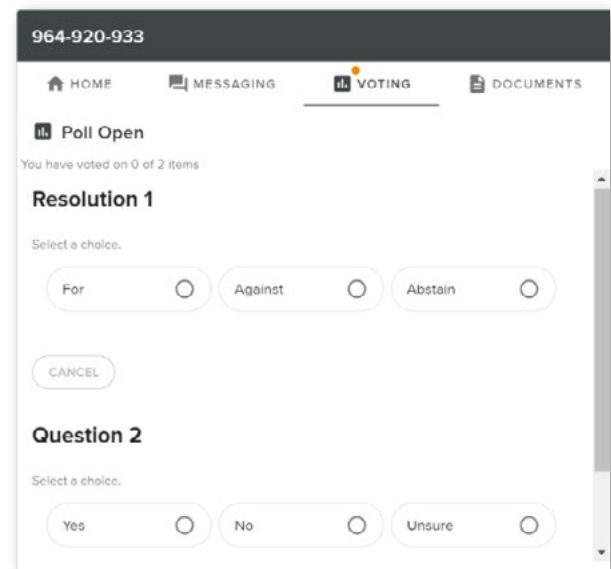 964-920-933
HOME MESSAGING VOTING DOCUMENTS
Poll Open
You have voted on 0 of 2 items
Resolution 1
Select a choice.
For Against Abstain
CANCEL
Question 2
Select a choice.
Yes No Unsure